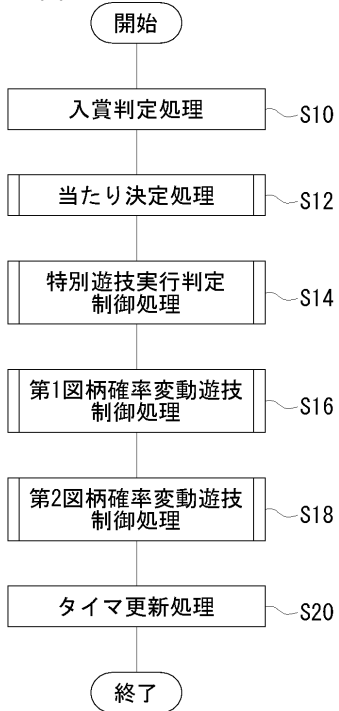 開始
入賞判定処理
S10
当たり決定処理
S12
特別遊技実行判定
制御処理
S14
第1図柄確率変動遊技
制御処理
S16
第2図柄確率変動遊技
制御処理
S18
タイマ更新処理
S20
終了